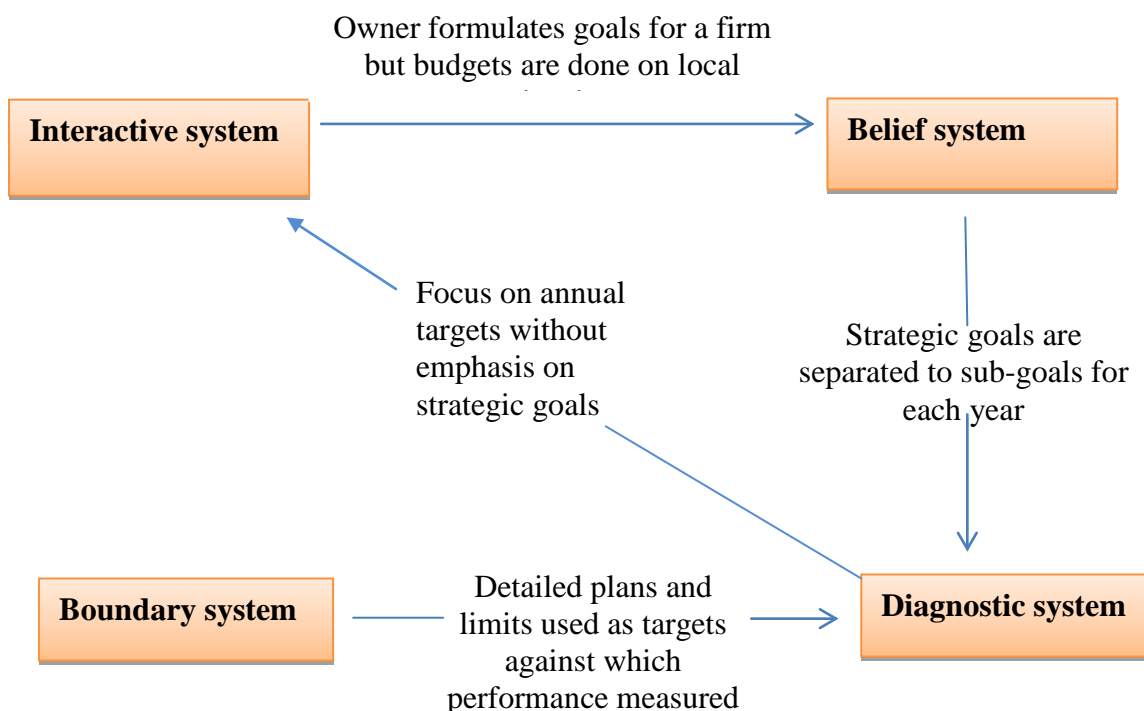 Owner formulates goals for a firm
but budgets are done on local
Interactive system
Belief system
Focus on annual
targets without
emphasis on
strategic goals
Strategic goals are
separated to sub-goals for
each year
Boundary system
Detailed plans and
limits used as targets
against which
performance measured
Diagnostic system